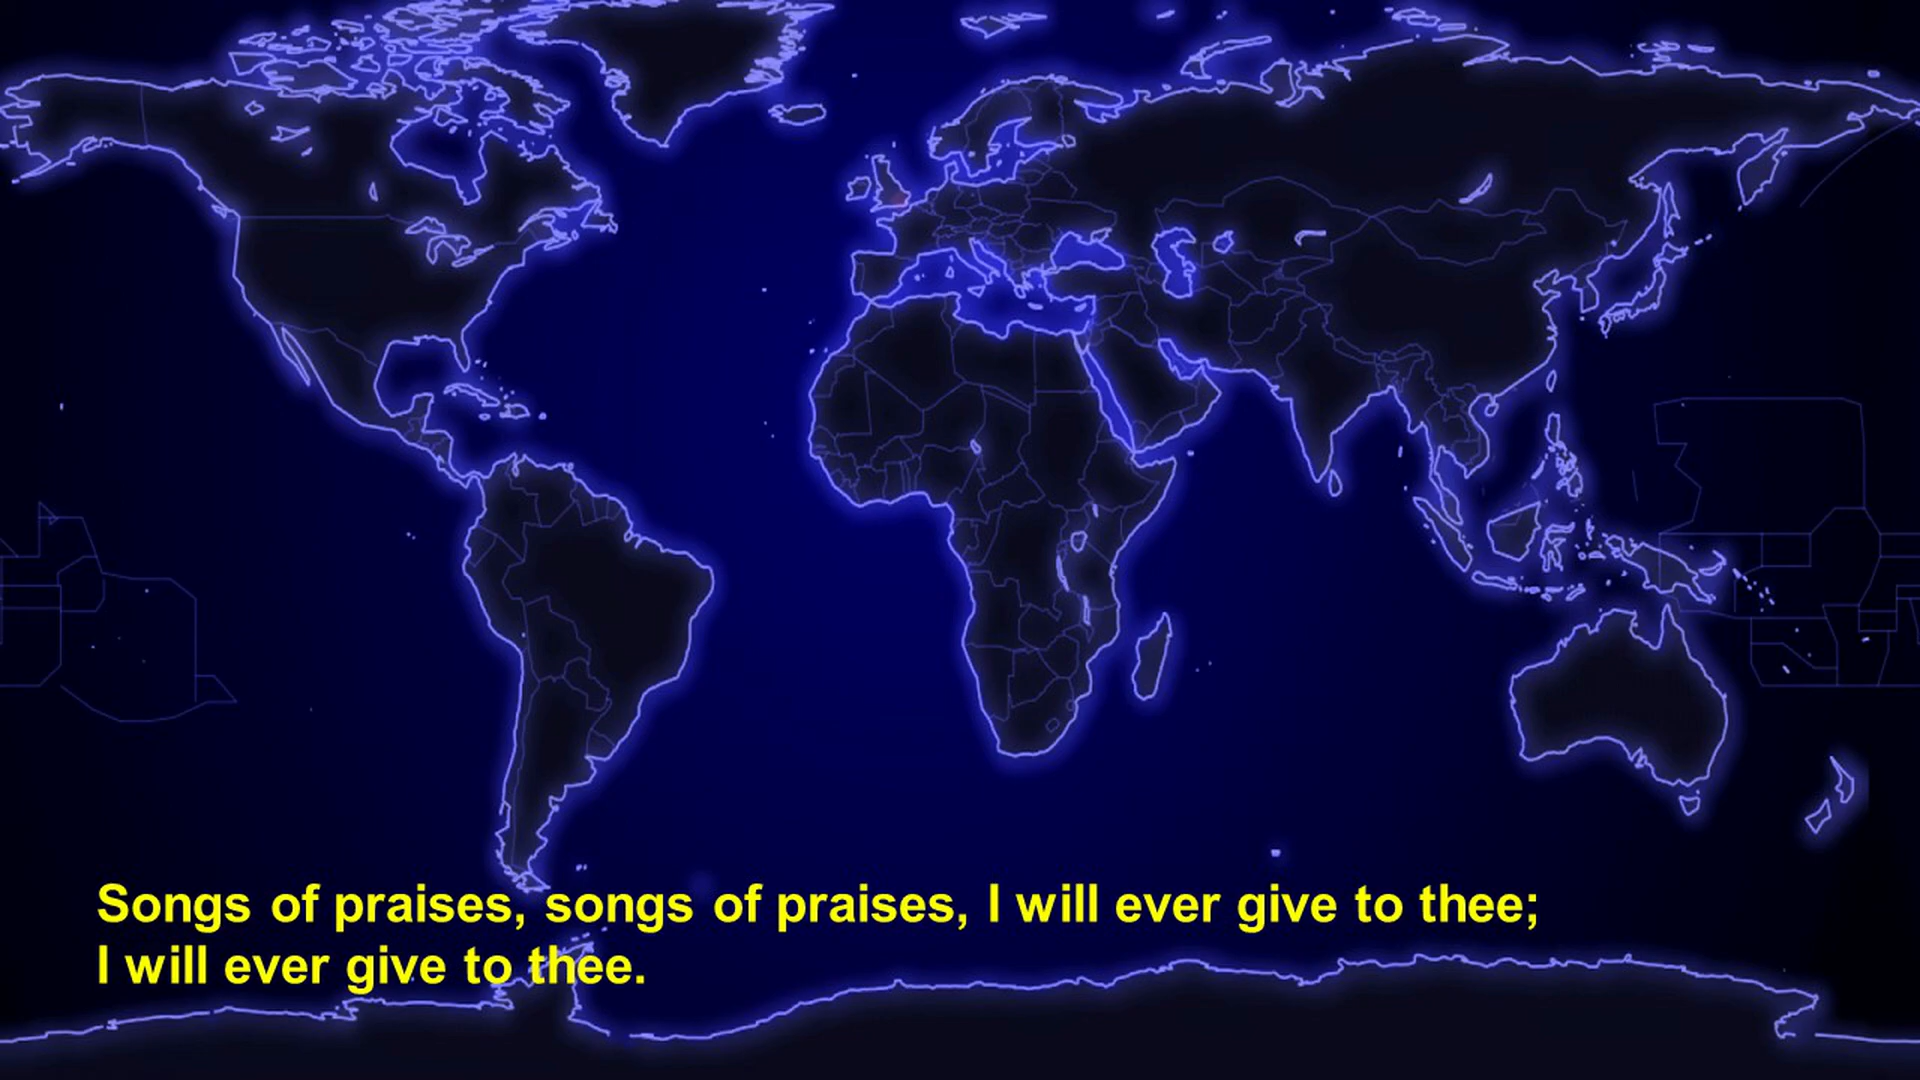 Songs of praises, songs of praises, I will ever give to thee;
I will ever give to thee.